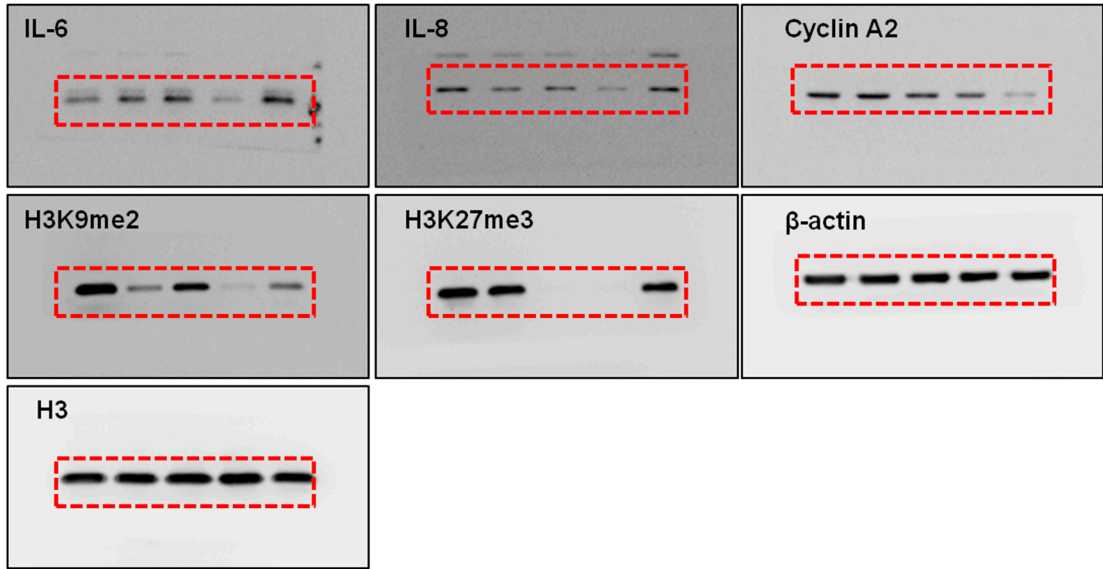 IL-6
IL-8
Cyclin A2
H3K9me2
H3K27me3
β-actin
H3